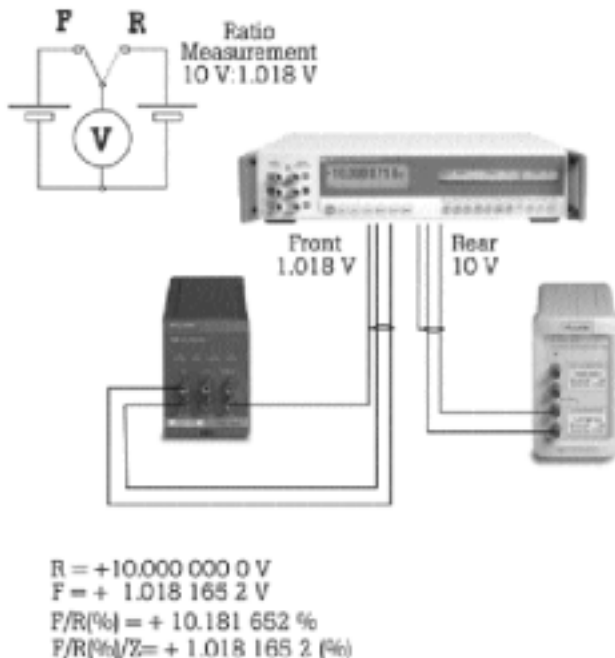 F R
Ratio
Measurement
10 V:1.018 V
V
Front
1.018 V
Rear
10 V
R = +10.000 000 0 V
F = + 1.018 165 2 V
F/R(%) = + 10.181 652 %
F/R(%)/Z= + 1.018 165 2 (%)